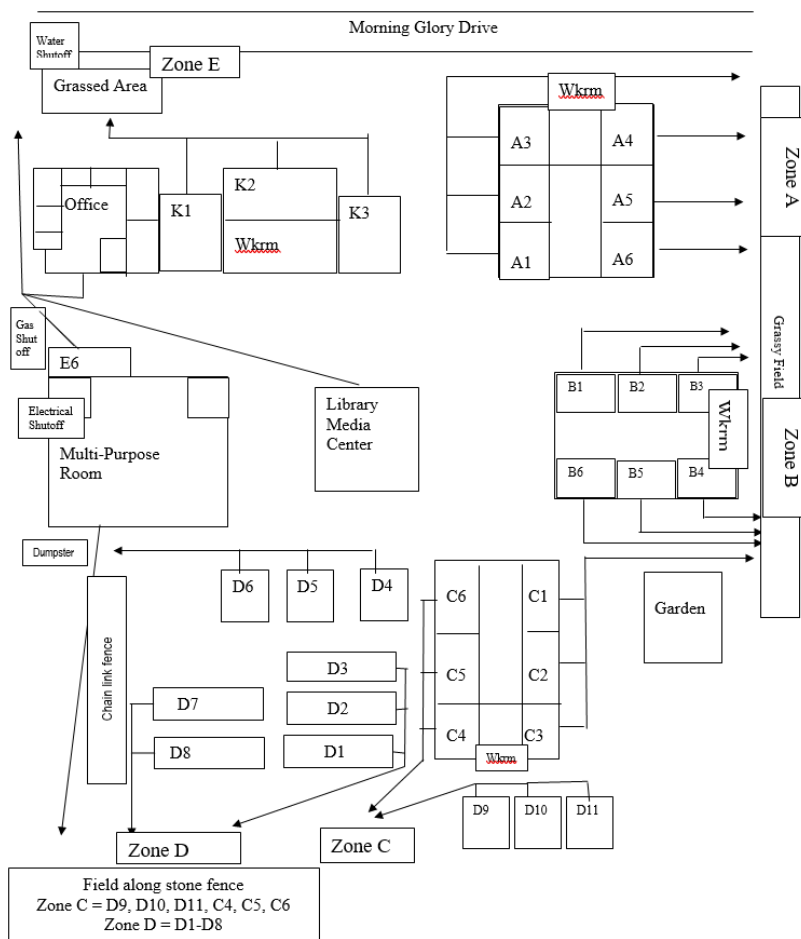 Morning Glory Drive
Water
Shutoff
Zone E
Grassed Area
Wkrm
A3
A4
Zone A
K2
Office
K1
K3
A2
A5
Wkrm
A1
A6
Gas
Shut
off
Grassy Field
E6
B1
B2
B3
Electrical
Shutoff
Library
Media
Center
Wkrm
Zone B
Multi-Purpose
Room
B6
B5
B4
Dumpster
D6
D5
D4
C6
C1
Garden
Chain link fence
D3
C5
C2
D7
D2
D8
D1
C4
C3
Wkrm
D9
D10
D11
Zone D
Zone C
Field along stone fence
Zone C = D9, D10, D11, C4, C5, C6
Zone D = D1-D8